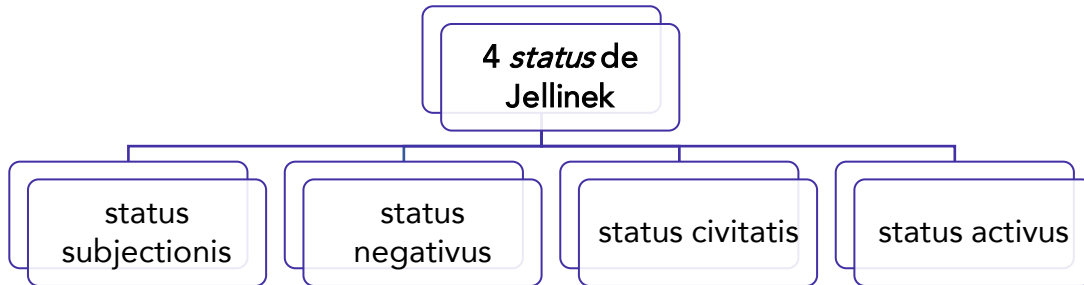 4 status de
Jellinek
status
subjectionis
status
negativus
status civitatis
status activus